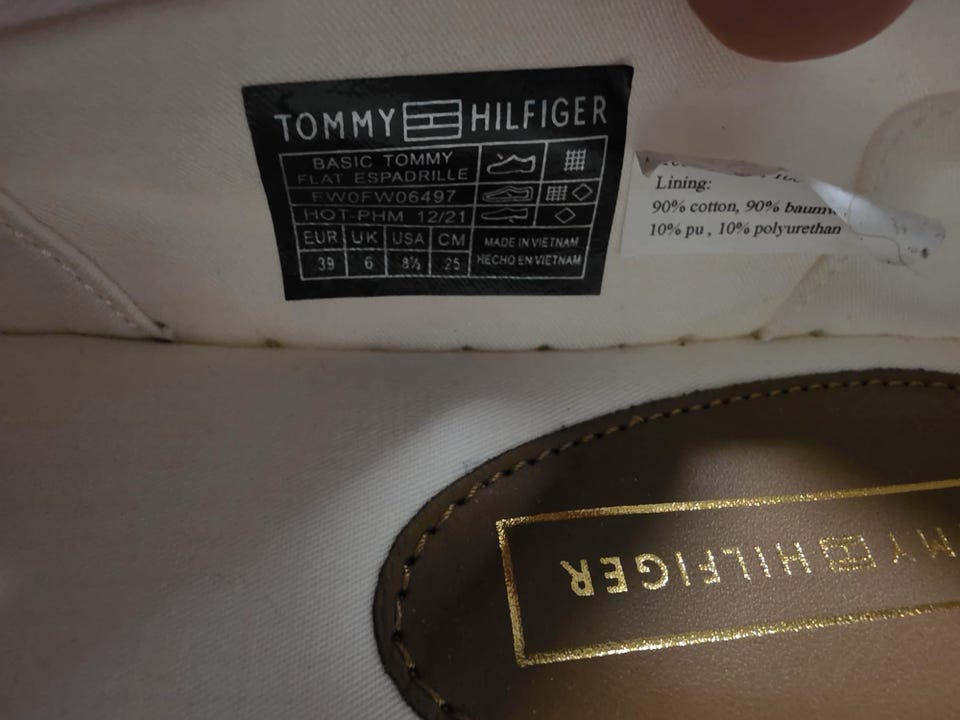 TOMMY HILFIGER
BASIC TOMMY
FLAT ESPADRILLE
FW0FW06497
HOT-PHM 12/21
EUR UK USA CM
39 6 8½ 25
MADE IN VIETNAM
HECHO EN VIETNAM
Lining:
90% cotton, 90%
10% pu , 10% polyurethan
HILFIGER